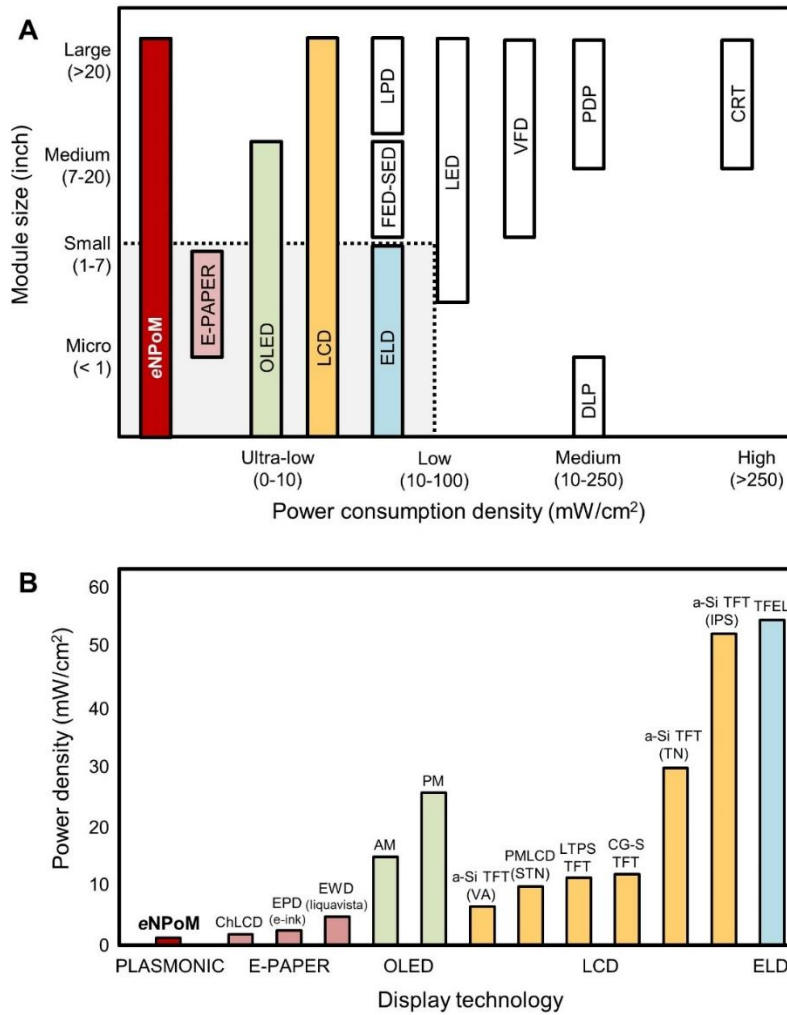 A
Large
(>20)
Medium
(7-20)
Small
(1-7)
Micro
(< 1)
Module size (inch)
eNPoM
E-PAPER
OLED
LCD
LPD
FED-SED
ELD
LED
VFD
PDP
DLP
CRT
Ultra-low
(0-10)
Low
(10-100)
Medium
(10-250)
High
(>250)
Power consumption density (mW/cm²)
B
60
50
40
30
20
10
0
Power density (mW/cm²)
eNPoM
ChLCD
EPD
(e-ink)
EWD
(liquavista)
AM
PM
a-Si TFT
(VA)
PMLCD
(STN)
LTPS
TFT
CG-S
TFT
a-Si TFT
(TN)
a-Si TFT
(IPS)
TFEL
PLASMONIC
E-PAPER
OLED
LCD
ELD
Display technology